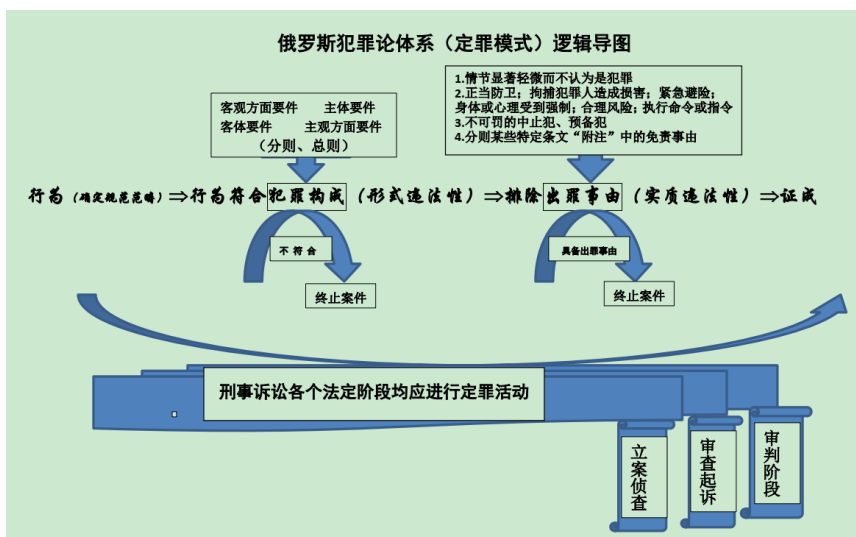 俄罗斯犯罪论体系（定罪模式）逻辑导图
客观方面要件 主体要件
客体要件 主观方面要件
（分则、总则）
1.情节显著轻微而不认为是犯罪
2.正当防卫；拘捕犯罪人造成损害；紧急避险；
身体或心理受到强制；合理风险；执行命令或指令
3.不可罚的中止犯、预备犯
4.分则某些特定条文“附注”中的免责事由
行为（确定规范范畴）⇒行为符合犯罪构成（形式违法性）⇒排除出罪事由（实质违法性）⇒证成
不符合
具备出罪事由
终止案件
终止案件
刑事诉讼各个法定阶段均应进行定罪活动
立案侦查
审查起诉
审判阶段